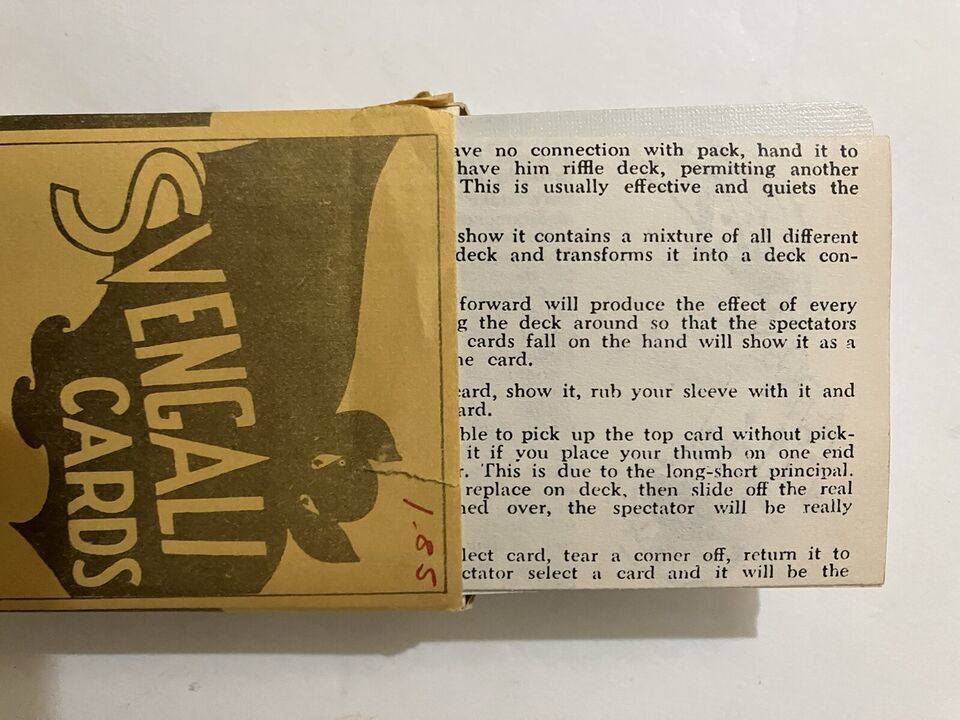 SVENGALI
CARDS
1.85
ave no connection with pack, hand it to
have him riffle deck, permitting another
This is usually effective and quiets the
show it contains a mixture of all different
deck and transforms it into a deck con-
forward will produce the effect of every
g the deck around so that the spectators
cards fall on the hand will show it as a
ne card.
card, show it, rub your sleeve with it and
ard.
ble to pick up the top card without pick-
it if you place your thumb on one end
r. This is due to the long-short principal.
replace on deck, then slide off the real
ned over, the spectator will be really
lect card, tear a corner off, return it to
ctator select a card and it will be the